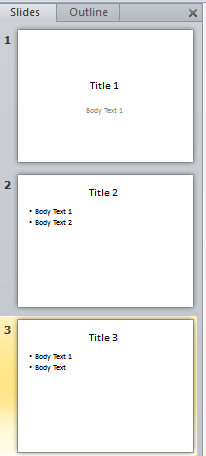 Slides Outline
1
Title 1
Body Text 1
2
Title 2
• Body Text 1
• Body Text 2
3
Title 3
• Body Text 1
• Body Text